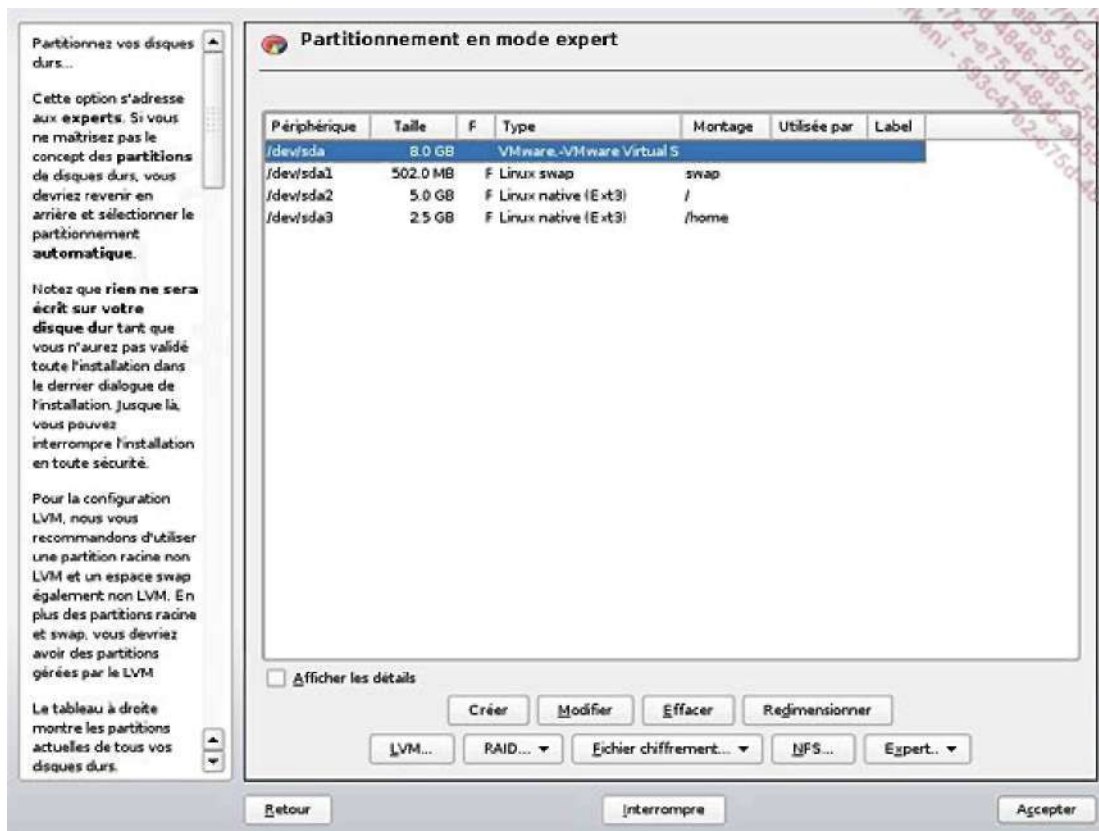 Partitionnez vos disques
durs...
Cette option s'adresse
aux experts. Si vous
ne maîtrisez pas le
concept des partitions
de disques durs, vous
devriez revenir en
arrière et sélectionner le
partitionnement
automatique.
Notez que rien ne sera
écrit sur votre
disque dur tant que
vous n'aurez pas validé
toute l'installation dans
le dernier dialogue de
l'installation. Jusque là,
vous pouvez
interrompre l'installation
en toute sécurité.
Pour la configuration
LVM, nous vous
recommandons d'utiliser
une partition racine non
LVM et un espace swap
également non LVM. En
plus des partitions racine
et swap, vous devriez
avoir des partitions
gérées par le LVM
Le tableau à droite
montre les partitions
actuelles de tous vos
disques durs.
Partitionnement en mode expert
Périphérique Taille F Type Montage Utilisée par Label
/dev/sda 8.0 GB VMware,-VMware Virtual S
/dev/sda1 502.0 MB F Linux swap swap
/dev/sda2 5.0 GB F Linux native (Ext3) /
/dev/sda3 2.5 GB F Linux native (Ext3) /home
Afficher les détails
Créer Modifier Effacer Redimensionner
LVM... RAID... Fichier chiffrement... NFS... Expert..
Retour Interrompre Accepter